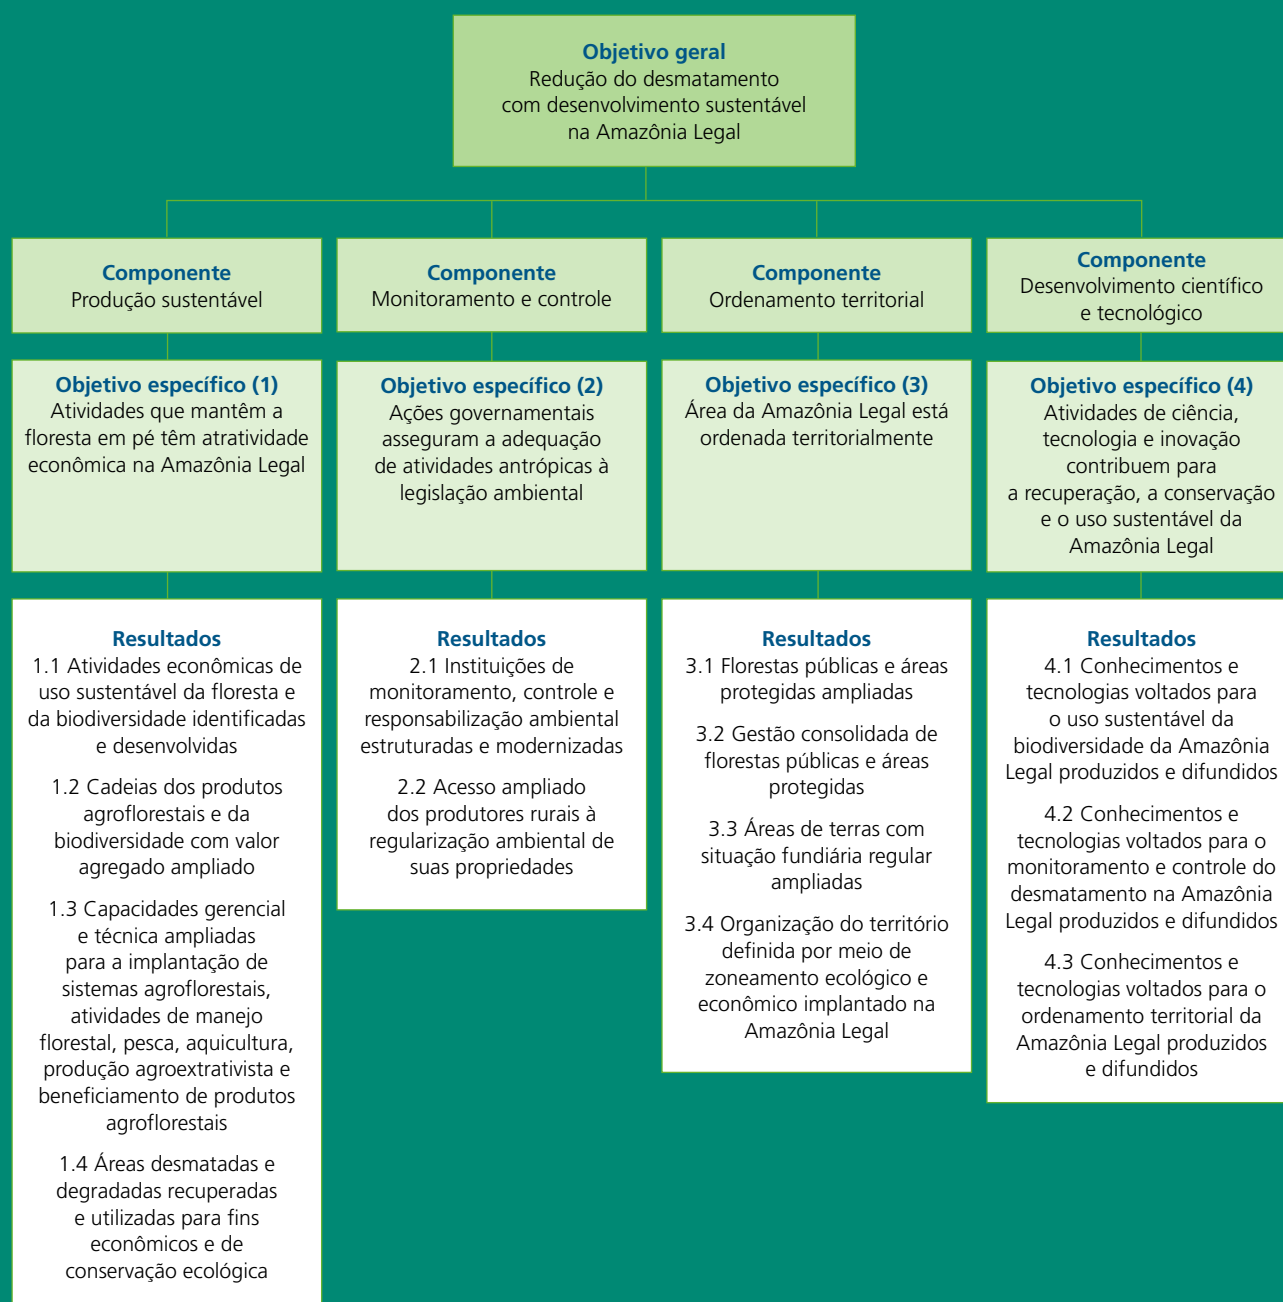 Objetivo geral
Redução do desmatamento
com desenvolvimento sustentável
na Amazônia Legal
Componente
Produção sustentável
Componente
Monitoramento e controle
Componente
Ordenamento territorial
Componente
Desenvolvimento científico
e tecnológico
Objetivo específico (1)
Atividades que mantêm a
floresta em pé têm atratividade
econômica na Amazônia Legal
Objetivo específico (2)
Ações governamentais
asseguram a adequação
de atividades antrópicas à
legislação ambiental
Objetivo específico (3)
Área da Amazônia Legal está
ordenada territorialmente
Objetivo específico (4)
Atividades de ciência,
tecnologia e inovação
contribuem para
a recuperação, a conservação
e o uso sustentável da
Amazônia Legal
Resultados
1.1 Atividades econômicas de
uso sustentável da floresta e
da biodiversidade identificadas
e desenvolvidas
1.2 Cadeias dos produtos
agroflorestais e da
biodiversidade com valor
agregado ampliado
1.3 Capacidades gerencial
e técnica ampliadas
para a implantação de
sistemas agroflorestais,
atividades de manejo
florestal, pesca, aquicultura,
produção agroextrativista e
beneficiamento de produtos
agroflorestais
1.4 Áreas desmatadas e
degradadas recuperadas
e utilizadas para fins
econômicos e de
conservação ecológica
Resultados
2.1 Instituições de
monitoramento, controle e
responsabilização ambiental
estruturadas e modernizadas
2.2 Acesso ampliado
dos produtores rurais à
regularização ambiental de
suas propriedades
Resultados
3.1 Florestas públicas e áreas
protegidas ampliadas
3.2 Gestão consolidada de
florestas públicas e áreas
protegidas
3.3 Áreas de terras com
situação fundiária regular
ampliadas
3.4 Organização do território
definida por meio de
zoneamento ecológico e
econômico implantado na
Amazônia Legal
Resultados
4.1 Conhecimentos e
tecnologias voltados para
o uso sustentável da
biodiversidade da Amazônia
Legal produzidos e difundidos
4.2 Conhecimentos e
tecnologias voltados para o
monitoramento e controle do
desmatamento na Amazônia
Legal produzidos e difundidos
4.3 Conhecimentos e
tecnologias voltados para o
ordenamento territorial da
Amazônia Legal produzidos
e difundidos